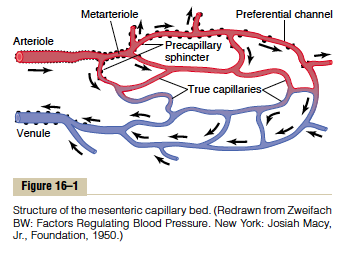 Metarteriole
Preferential channel
Arteriole
Precapillary
sphincter
True capillaries
Venule
Figure 16–1
Structure of the mesenteric capillary bed. (Redrawn from Zweifach
BW: Factors Regulating Blood Pressure. New York: Josiah Macy,
Jr., Foundation, 1950.)